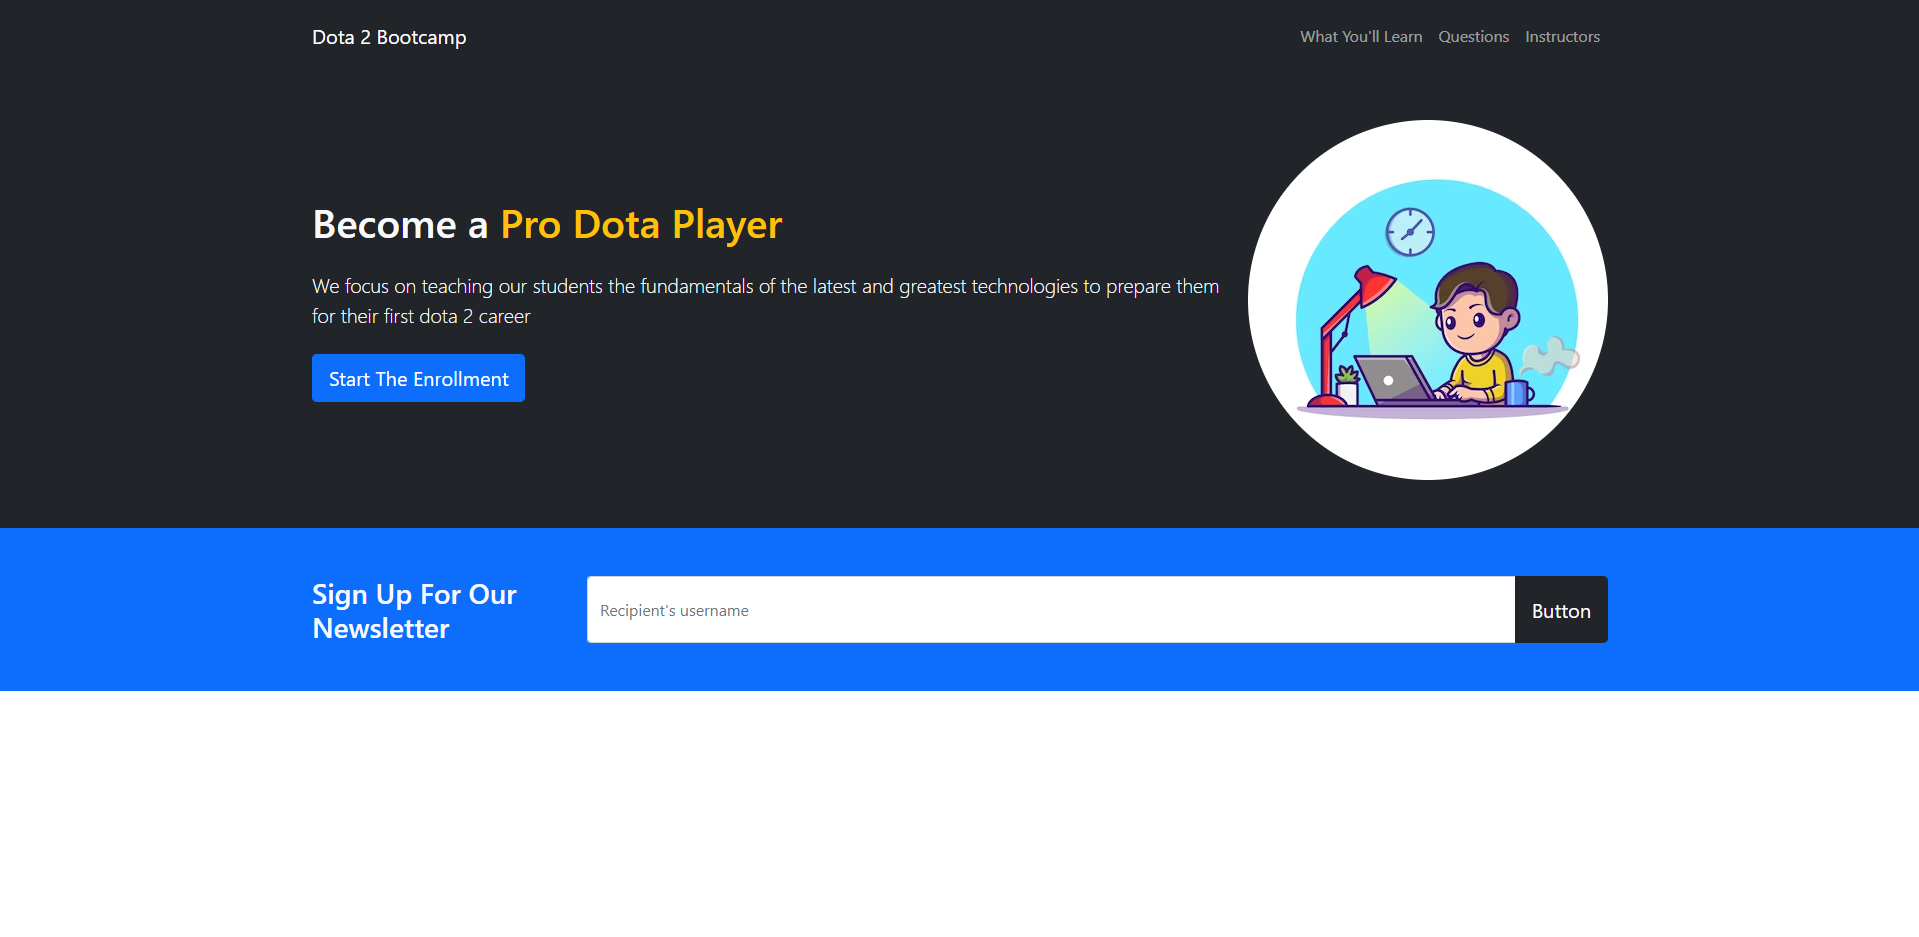 Dota 2 Bootcamp
What You'll Learn Questions Instructors
Become a Pro Dota Player
We focus on teaching our students the fundamentals of the latest and greatest technologies to prepare them
for their first dota 2 career
Start The Enrollment
Sign Up For Our
Newsletter
Recipient's username
Button